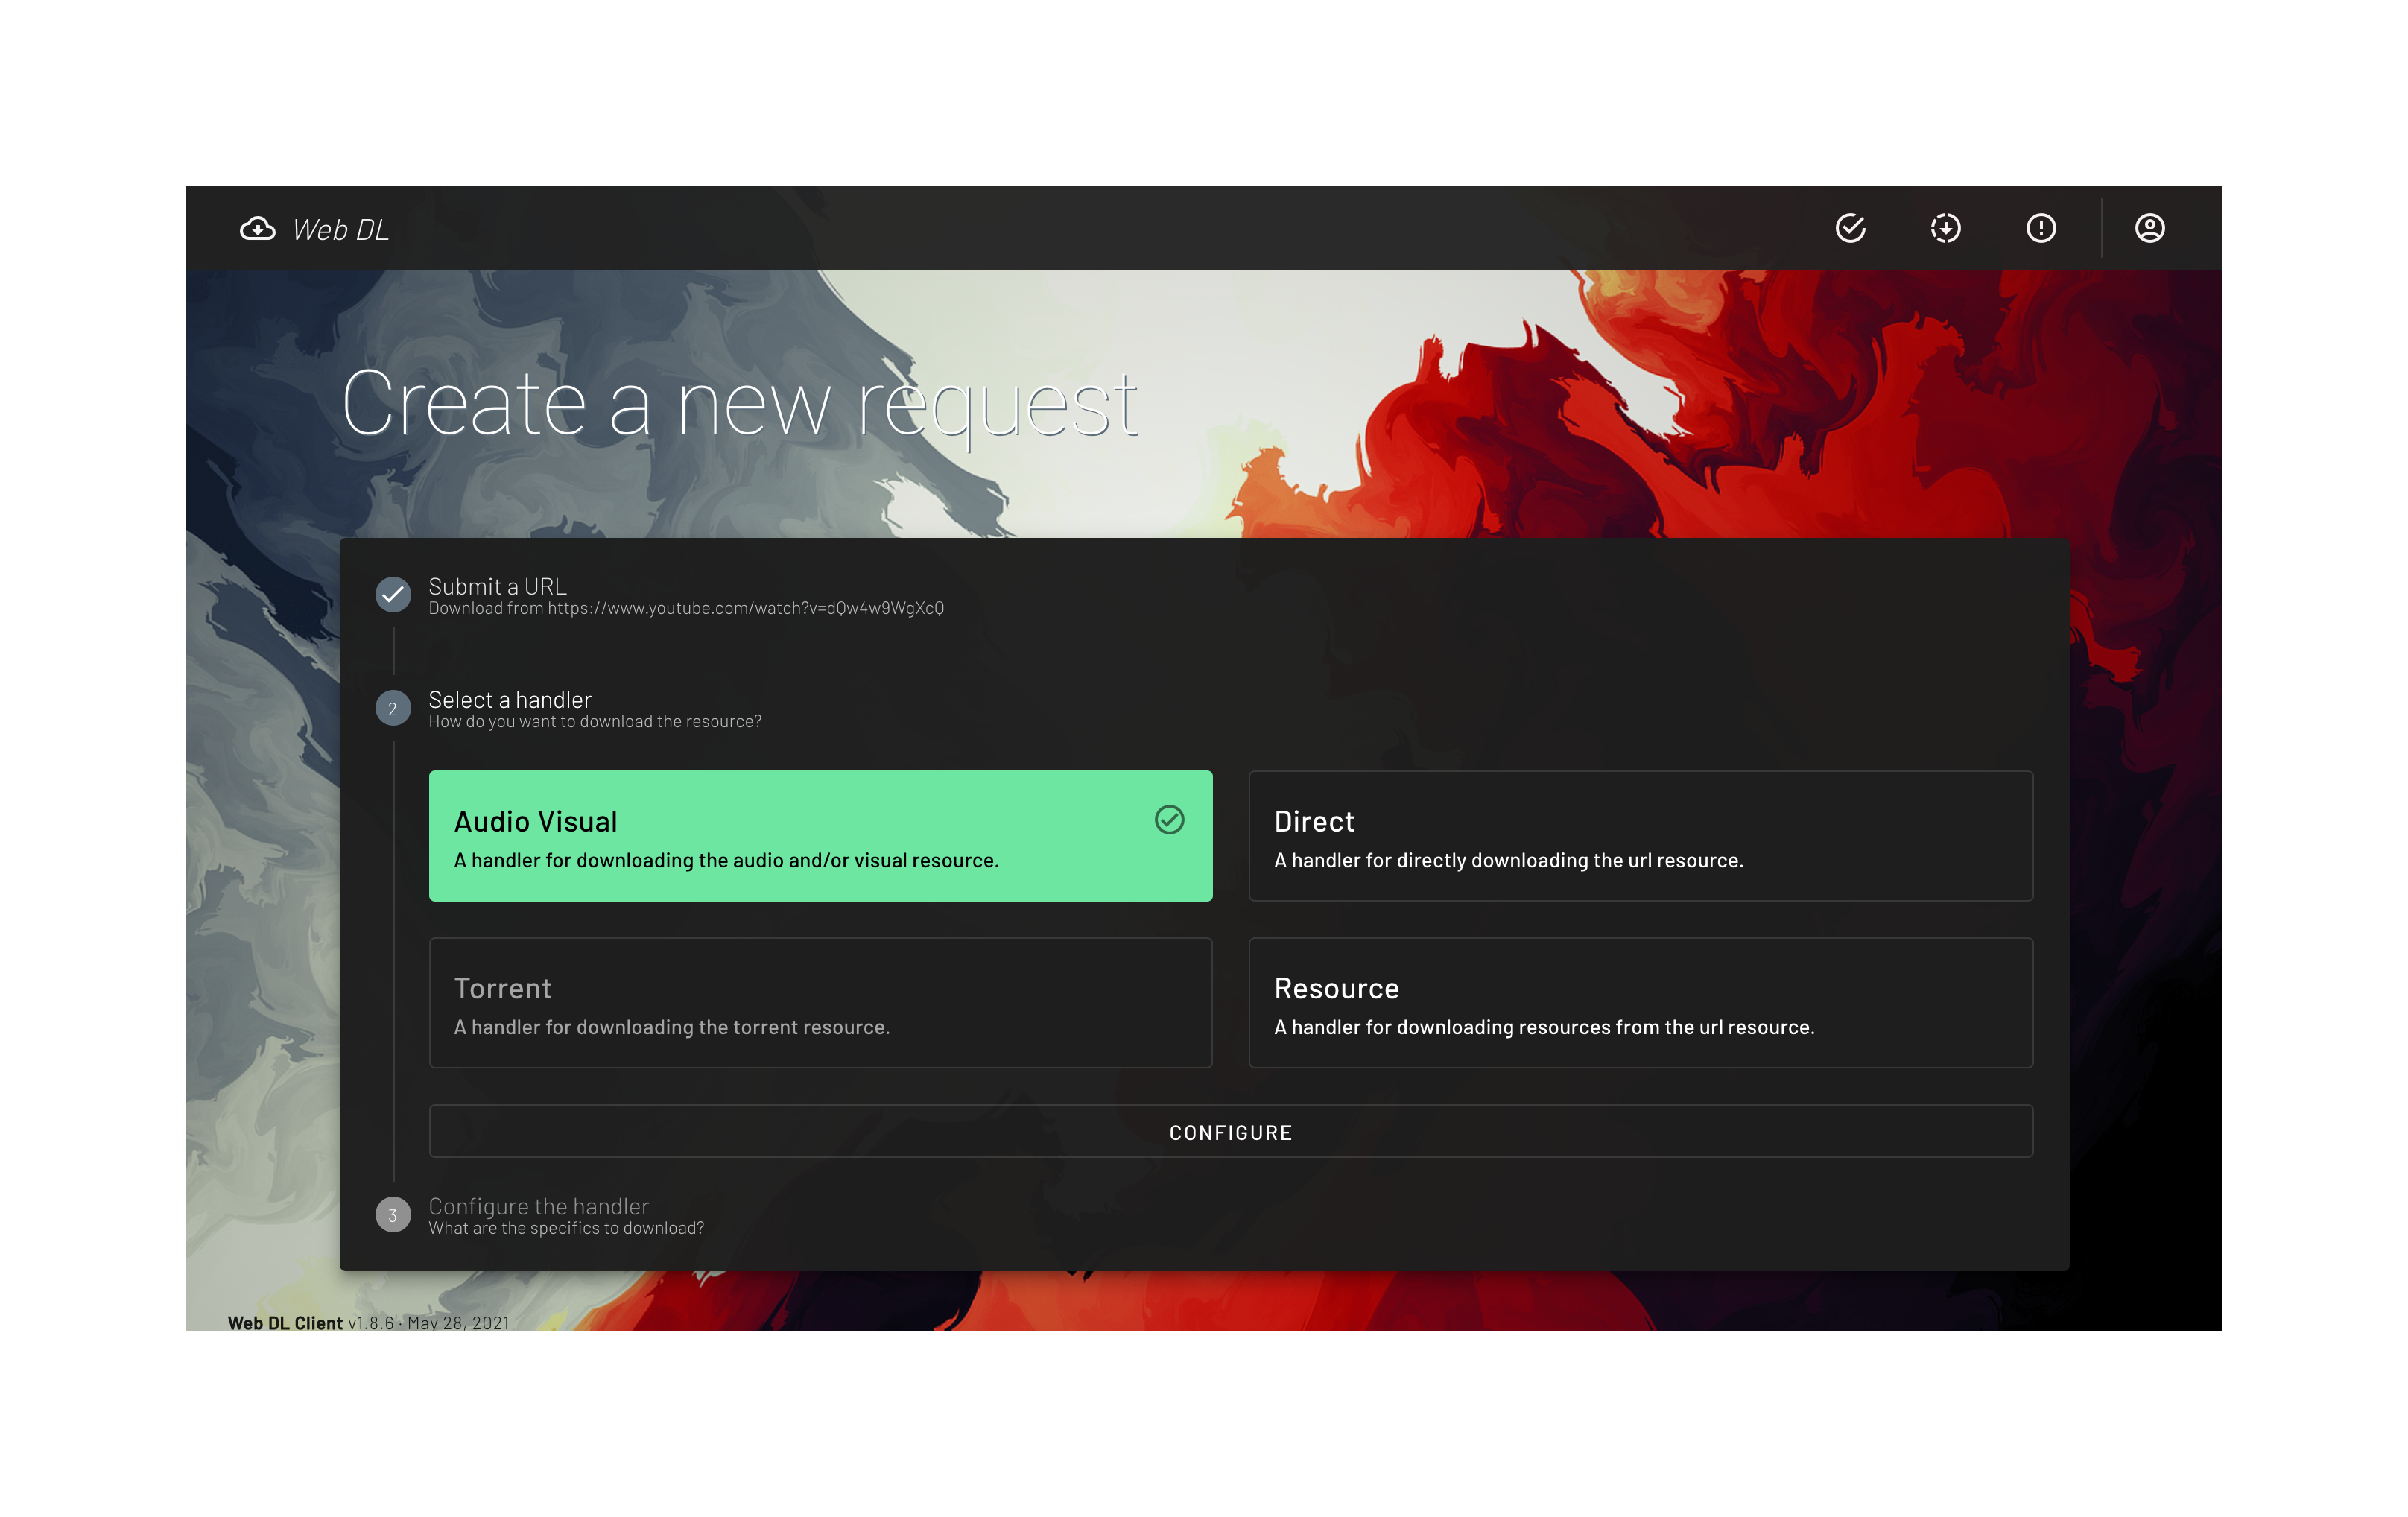 Web DL
Create a new request
Submit a URL
Download from https://www.youtube.com/watch?v=dQw4w9WgXcQ
2
Select a handler
How do you want to download the resource?
Audio Visual
A handler for downloading the audio and/or visual resource.
Direct
A handler for directly downloading the url resource.
Torrent
A handler for downloading the torrent resource.
Resource
A handler for downloading resources from the url resource.
CONFIGURE
3
Configure the handler
What are the specifics to download?
Web DL Client v1.8.6 · May 28, 2021